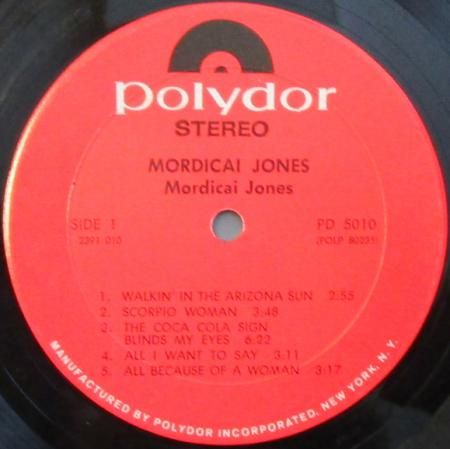 polydor
STEREO
MORDICAI JONES
Mordicai Jones
SIDE 1
PD 5010
2391 010
(POLP 80235)
1. WALKIN' IN THE ARIZONA SUN 2:55
2. SCORPIO WOMAN 3:48
3. THE COCA COLA SIGN
BLINDS MY EYES 6:22
4. ALL I WANT TO SAY 3:11
5. ALL BECAUSE OF A WOMAN 3:17
MANUFACTURED BY POLYDOR INCORPORATED, NEW YORK, N.Y.